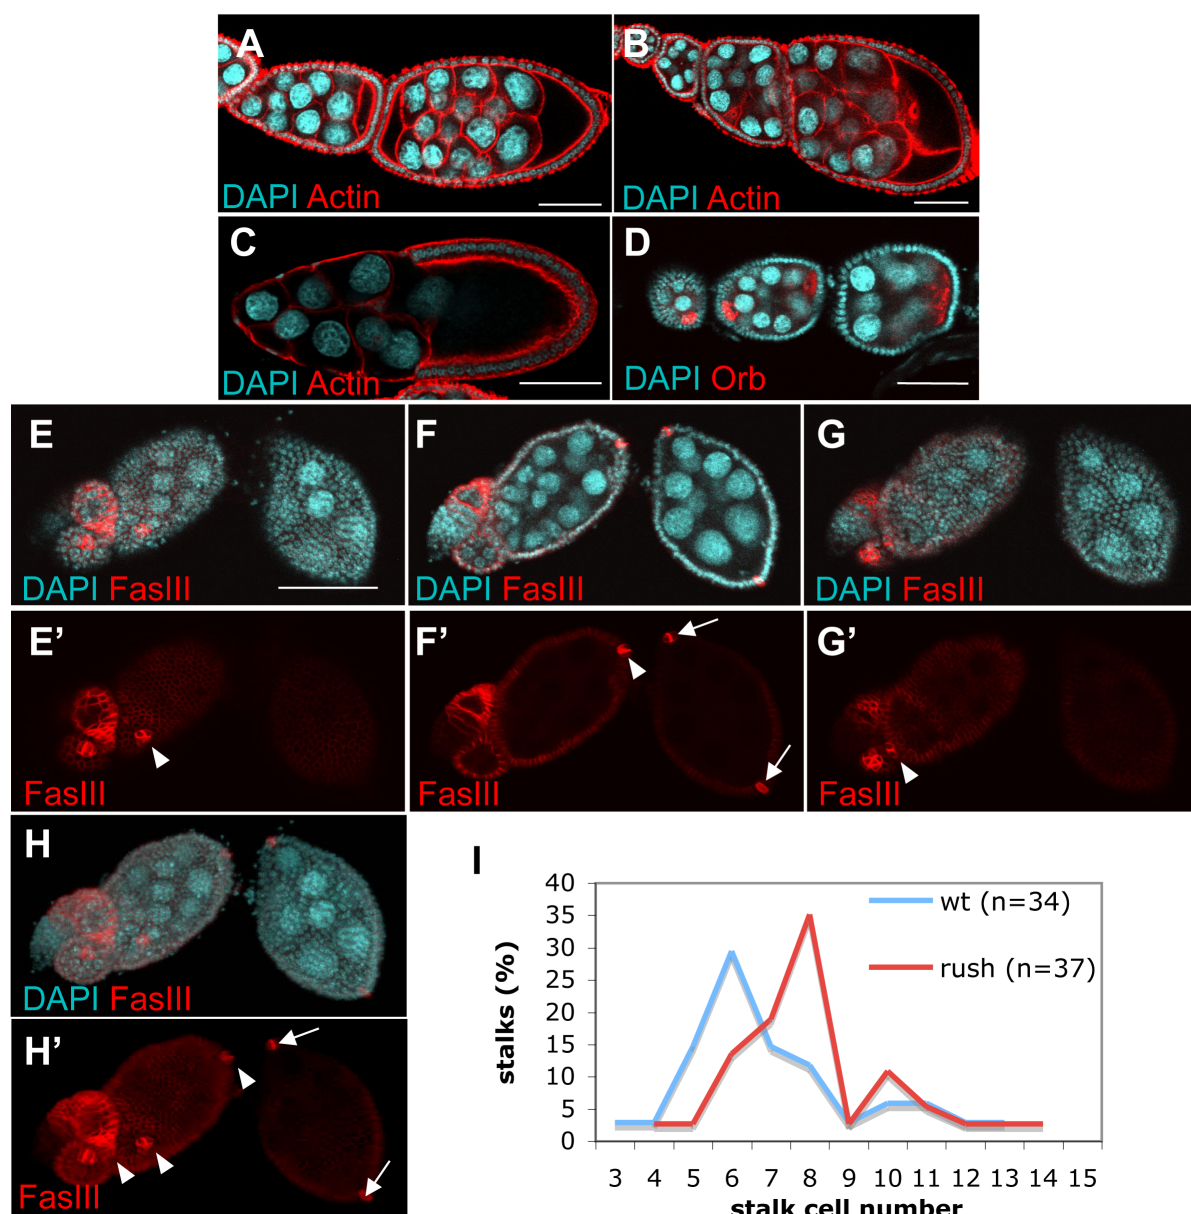 A
DAPI Actin
B
DAPI Actin
C
DAPI Actin
D
DAPI Orb
E
DAPI FasIII
F
DAPI FasIII
G
DAPI FasIII
E’
FasIII
F’
FasIII
G’
FasIII
H
DAPI FasIII
H’
FasIII
I
40
35
30
25
20
15
10
5
0
stalks (%)
wt (n=34)
rush (n=37)
3 4 5 6 7 8 9 10 11 12 13 14 15
stalk cell number